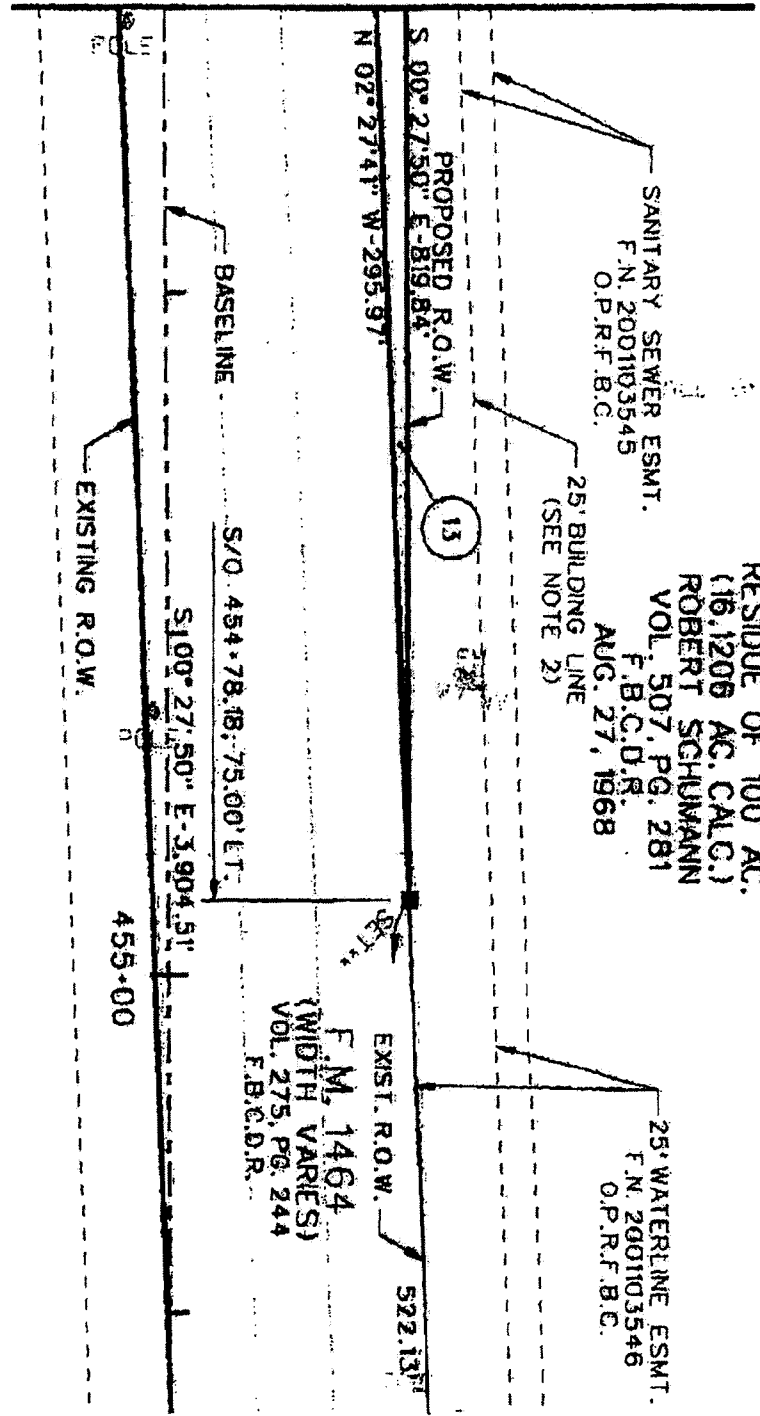 RESIDUE OF 100 AC.
(16.1206 AC. CALC.)
ROBERT SCHUMANN
VOL. 507, PG. 281
F.B.C.D.R.
AUG. 27, 1968
SANITARY SEWER ESMT.
F.N. 2001103545
O.P.R.F.B.C.
25' WATERLINE ESMT.
F.N. 2001103546
O.P.R.F.B.C.
25' BUILDING LINE
(SEE NOTE 2)
13
PROPOSED R.O.W.
S 00°27'50" E-819.84'
N 02°27'41" W-295.97'
522.13'
EXIST. R.O.W.
F.M. 1464
(WIDTH VARIES)
VOL. 275, PG. 244
F.B.C.D.R.
BASELINE
S/O 454+78.18;-75.00' LT.
S 00°27'50" E-3,904.51'
455+00
EXISTING R.O.W.